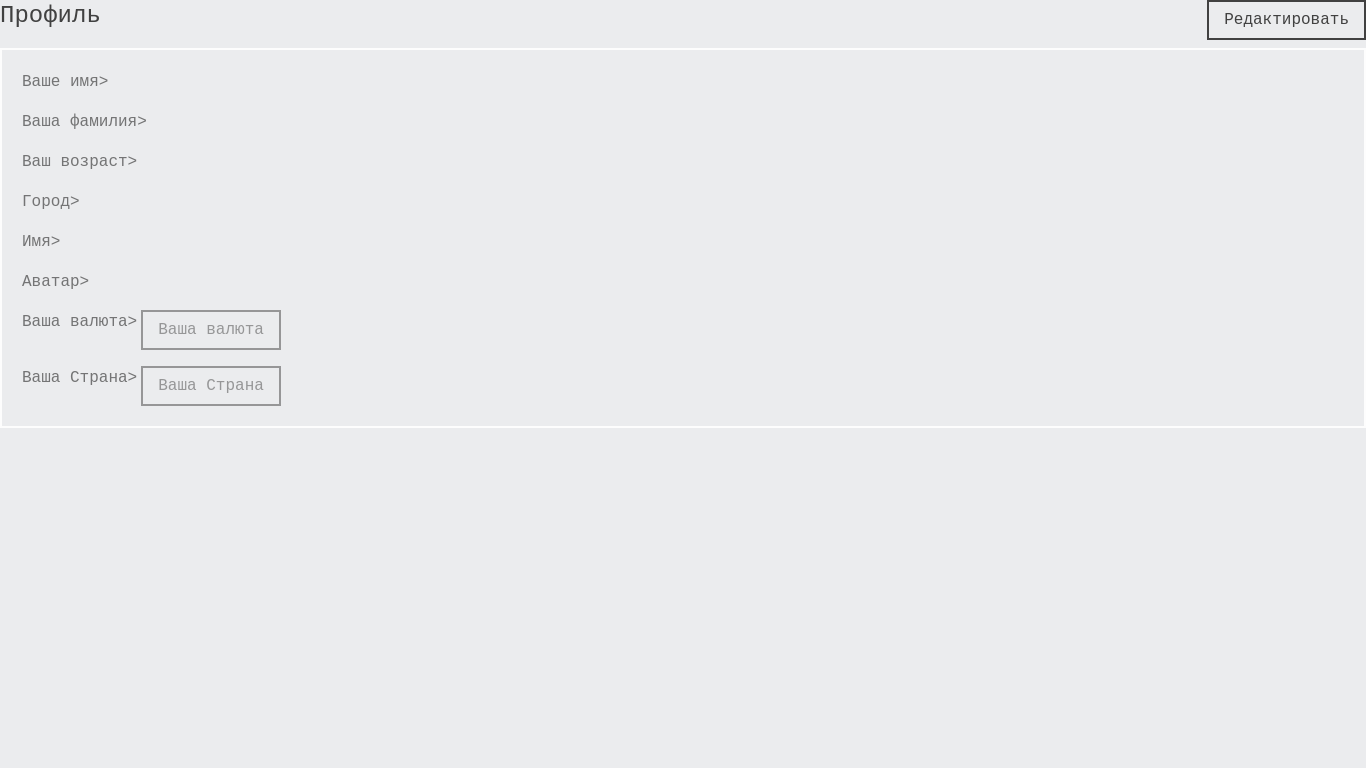 Профиль
Редактировать
Ваше имя>
Ваша фамилия>
Ваш возраст>
Город>
Имя>
Аватар>
Ваша валюта> Ваша валюта
Ваша Страна> Ваша Страна